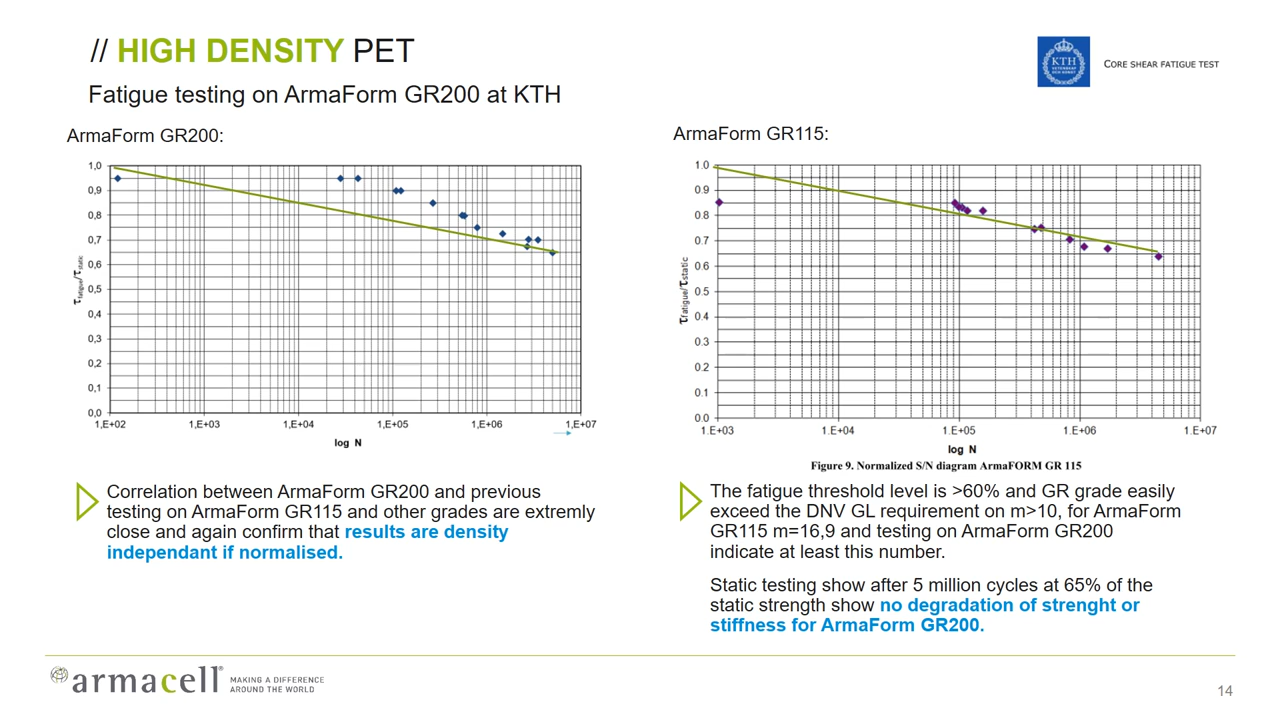 // HIGH DENSITY PET
Fatigue testing on ArmaForm GR200 at KTH
KTH
VETENSKAP
OCH KONST
CORE SHEAR FATIGUE TEST
ArmaForm GR200:
1,0
0,9
0,8
0,7
0,6
0,5
0,4
0,3
0,2
0,1
0,0
τfatigue/τstatic
1,E+02 1,E+03 1,E+04 1,E+05 1,E+06 1,E+07
log N
ArmaForm GR115:
1.0
0.9
0.8
0.7
0.6
0.5
0.4
0.3
0.2
0.1
0.0
τfatigue/τstatic
1.E+03 1.E+04 1.E+05 1.E+06 1.E+07
log N
Figure 9. Normalized S/N diagram ArmaFORM GR 115
Correlation between ArmaForm GR200 and previous
testing on ArmaForm GR115 and other grades are extremly
close and again confirm that results are density
independant if normalised.
The fatigue threshold level is >60% and GR grade easily
exceed the DNV GL requirement on m>10, for ArmaForm
GR115 m=16,9 and testing on ArmaForm GR200
indicate at least this number.
Static testing show after 5 million cycles at 65% of the
static strength show no degradation of strenght or
stiffness for ArmaForm GR200.
armacell®
MAKING A DIFFERENCE
AROUND THE WORLD
14